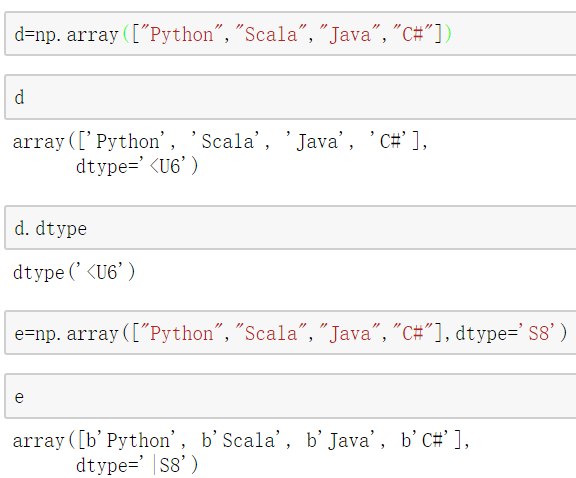 d=np.array(["Python","Scala","Java","C#"])
d
array(['Python', 'Scala', 'Java', 'C#'],
dtype='<U6')
d.dtype
dtype('<U6')
e=np.array(["Python","Scala","Java","C#"],dtype='S8')
e
array([b'Python', b'Scala', b'Java', b'C#'],
dtype='|S8')